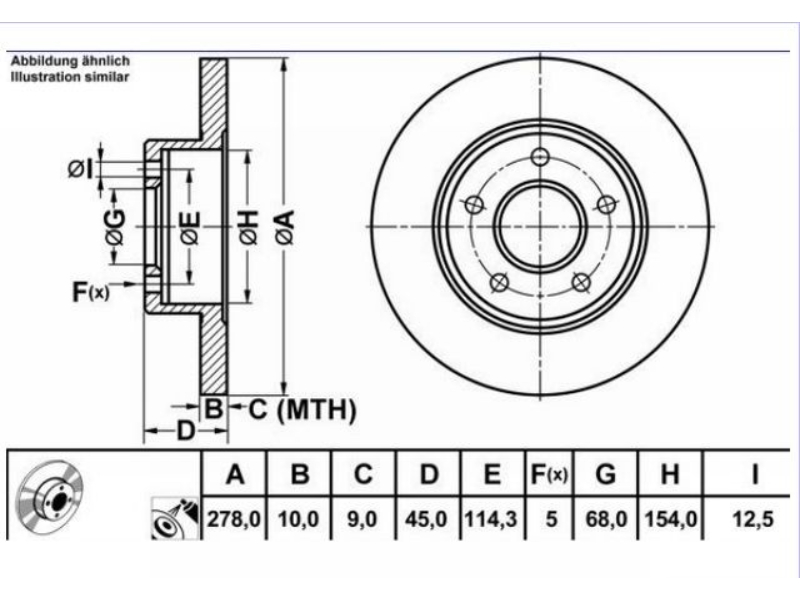 Abbildung ähnlich
Illustration similar
ØI
ØG
ØE
ØH
ØA
F(x)
B
C (MTH)
D
A B C D E F(x) G H I
278,0 10,0 9,0 45,0 114,3 5 68,0 154,0 12,5